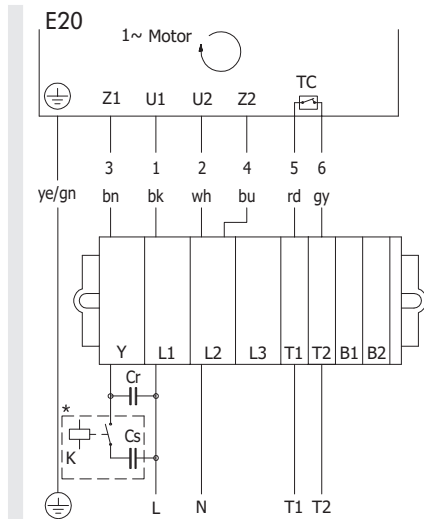 E20
1~ Motor
TC
Z1 U1 U2 Z2
3 1 2 4 5 6
ye/gn bn bk wh bu rd gy
Y L1 L2 L3 T1 T2 B1 B2
Cr
*
K Cs
L N T1 T2